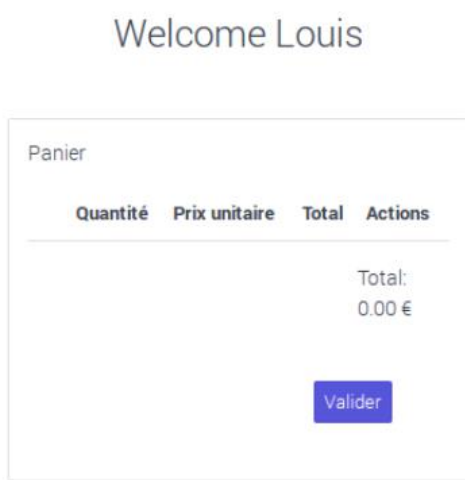 Welcome Louis
Panier
Quantité Prix unitaire Total Actions
Total:
0.00 €
Valider